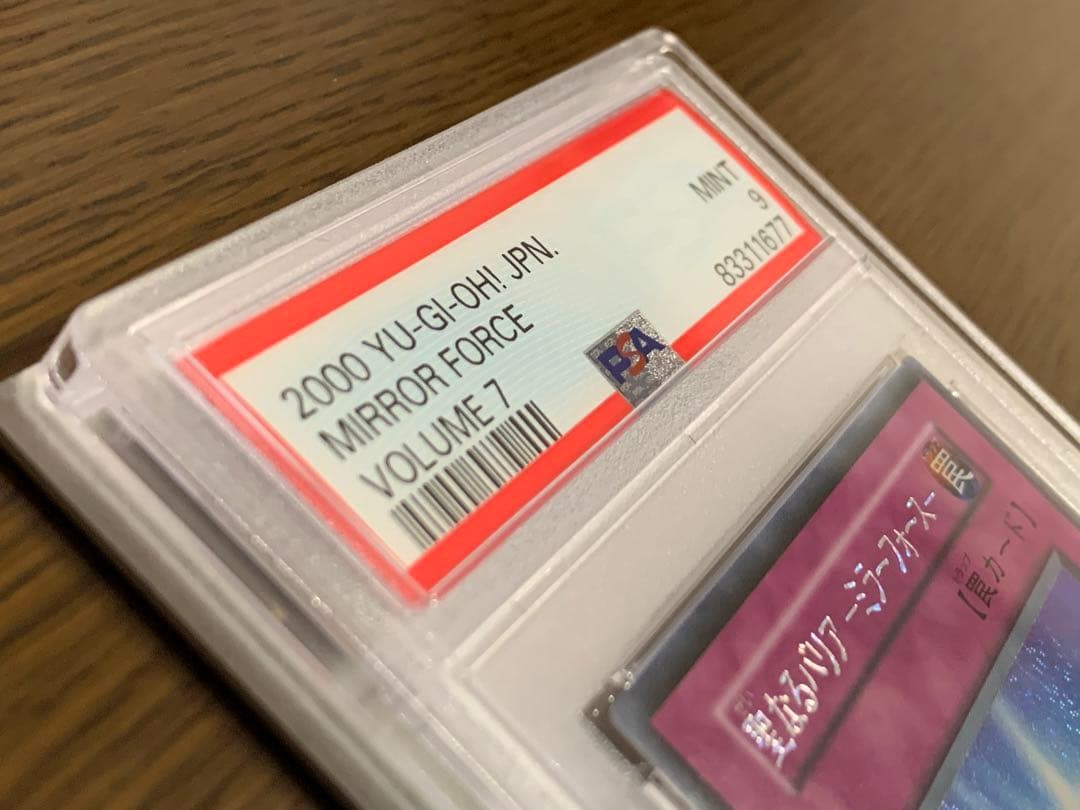 2000 YU-GI-OH! JPN.
MIRROR FORCE
VOLUME 7
MINT
9
83311677
PSA
聖なるバリア -ミラーフォース-
罠
【罠カード】